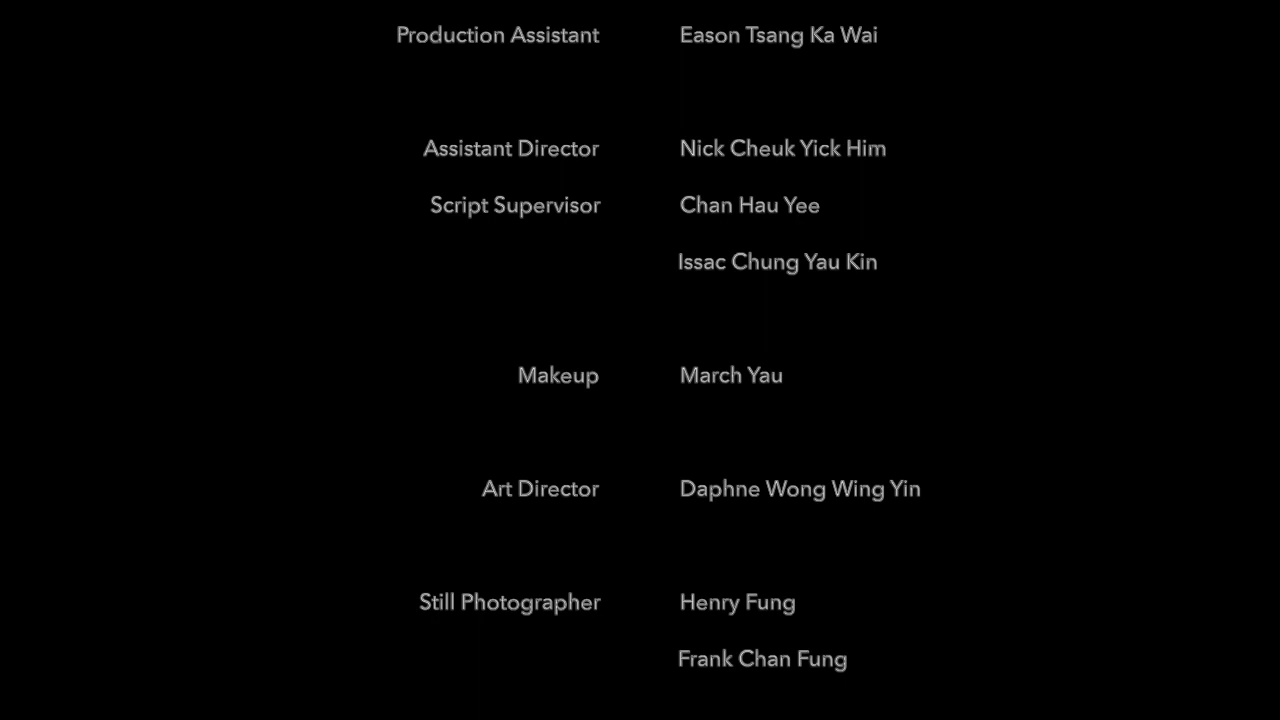 Production Assistant Eason Tsang Ka Wai
Assistant Director Nick Cheuk Yick Him
Script Supervisor Chan Hau Yee
Issac Chung Yau Kin
Makeup March Yau
Art Director Daphne Wong Wing Yin
Still Photographer Henry Fung
Frank Chan Fung